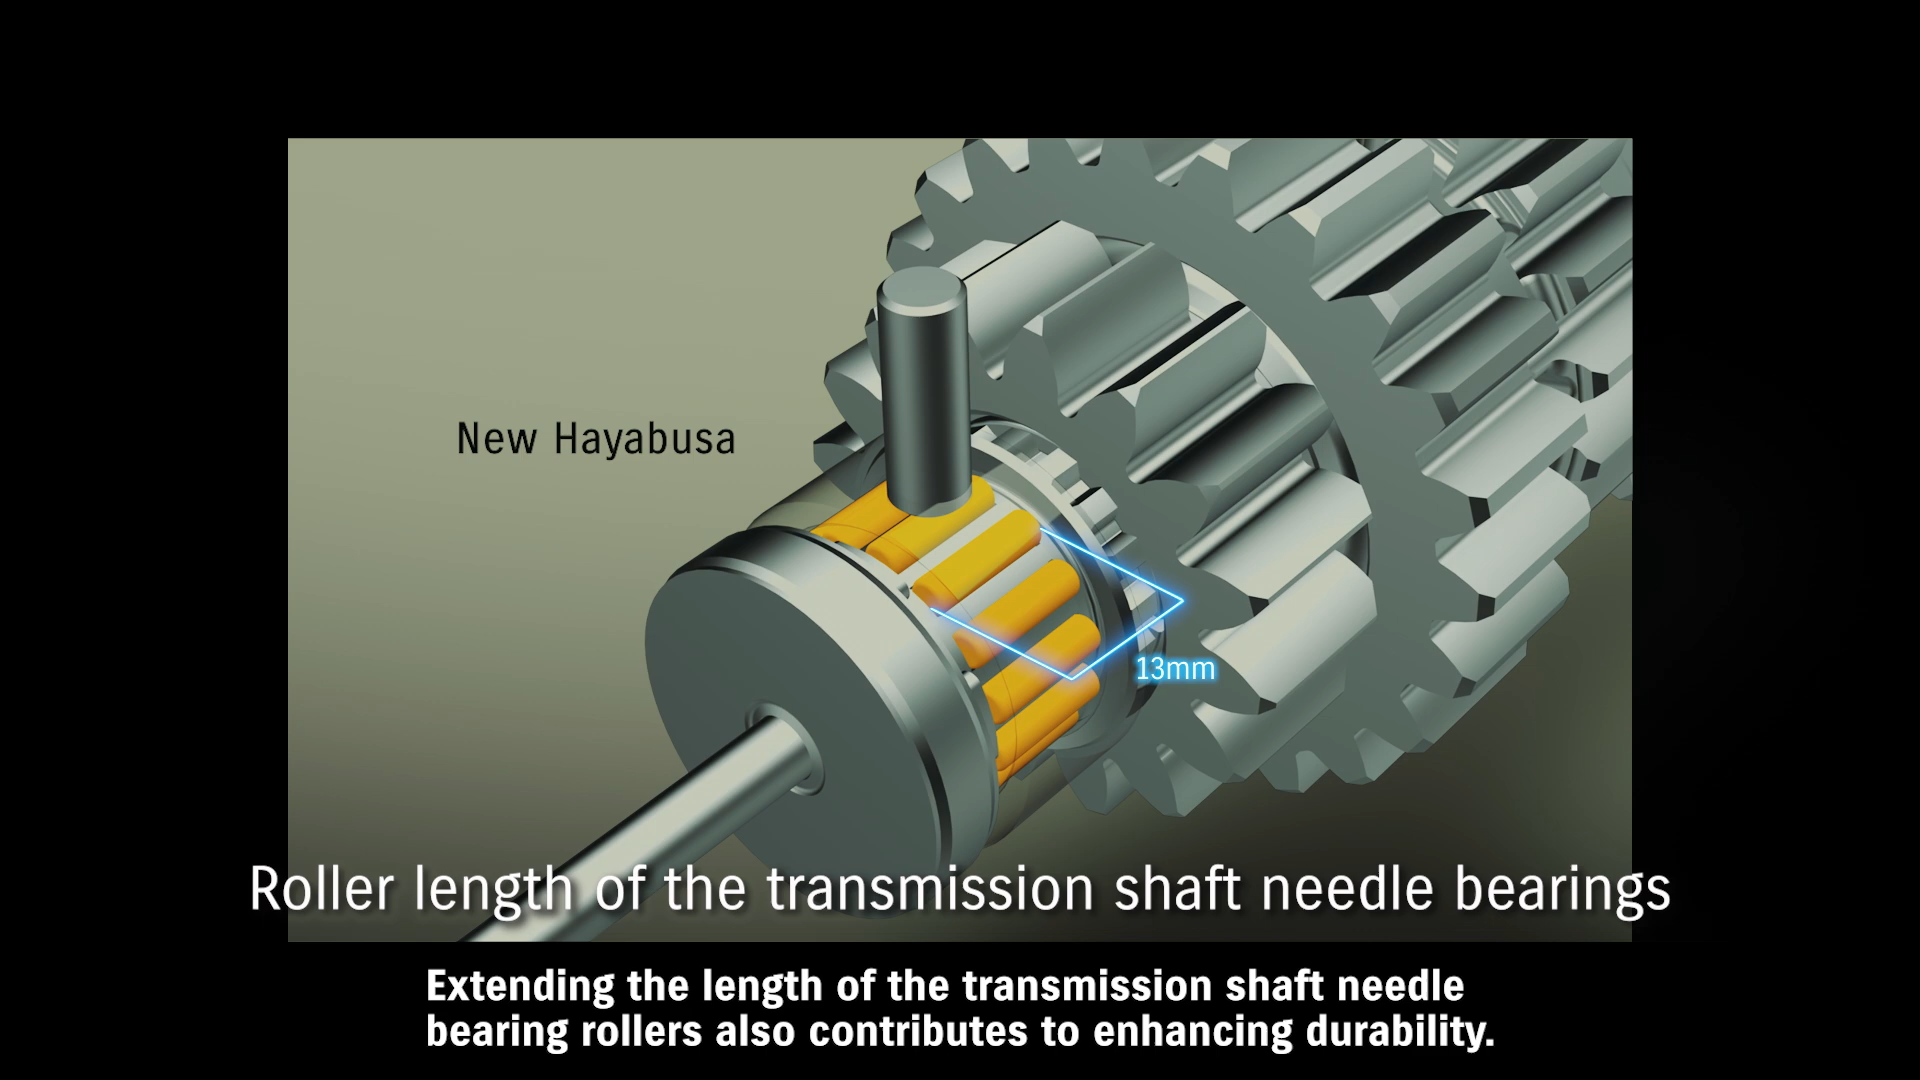 New Hayabusa
13mm
Roller length of the transmission shaft needle bearings
Extending the length of the transmission shaft needle
bearing rollers also contributes to enhancing durability.